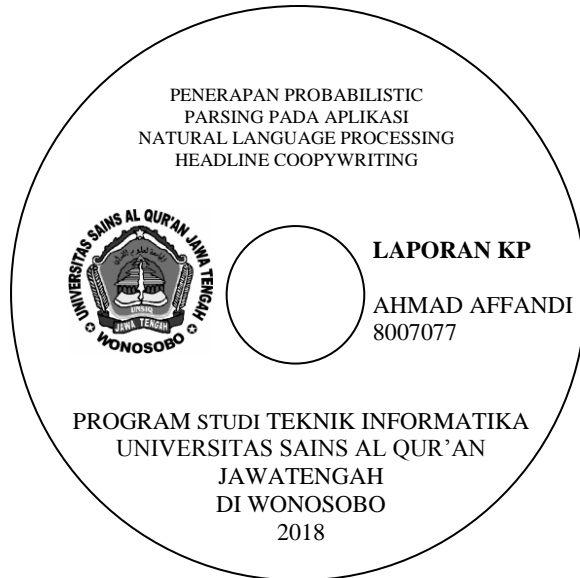 PENERAPAN PROBABILISTIC
PARSING PADA APLIKASI
NATURAL LANGUAGE PROCESSING
HEADLINE COOPYWRITING
UNIVERSITAS SAINS AL QUR'AN JAWA TENGAH
UNSIQ
JAWA TENGAH
WONOSOBO
LAPORAN KP
AHMAD AFFANDI
8007077
PROGRAM STUDI TEKNIK INFORMATIKA
UNIVERSITAS SAINS AL QUR’AN
JAWATENGAH
DI WONOSOBO
2018